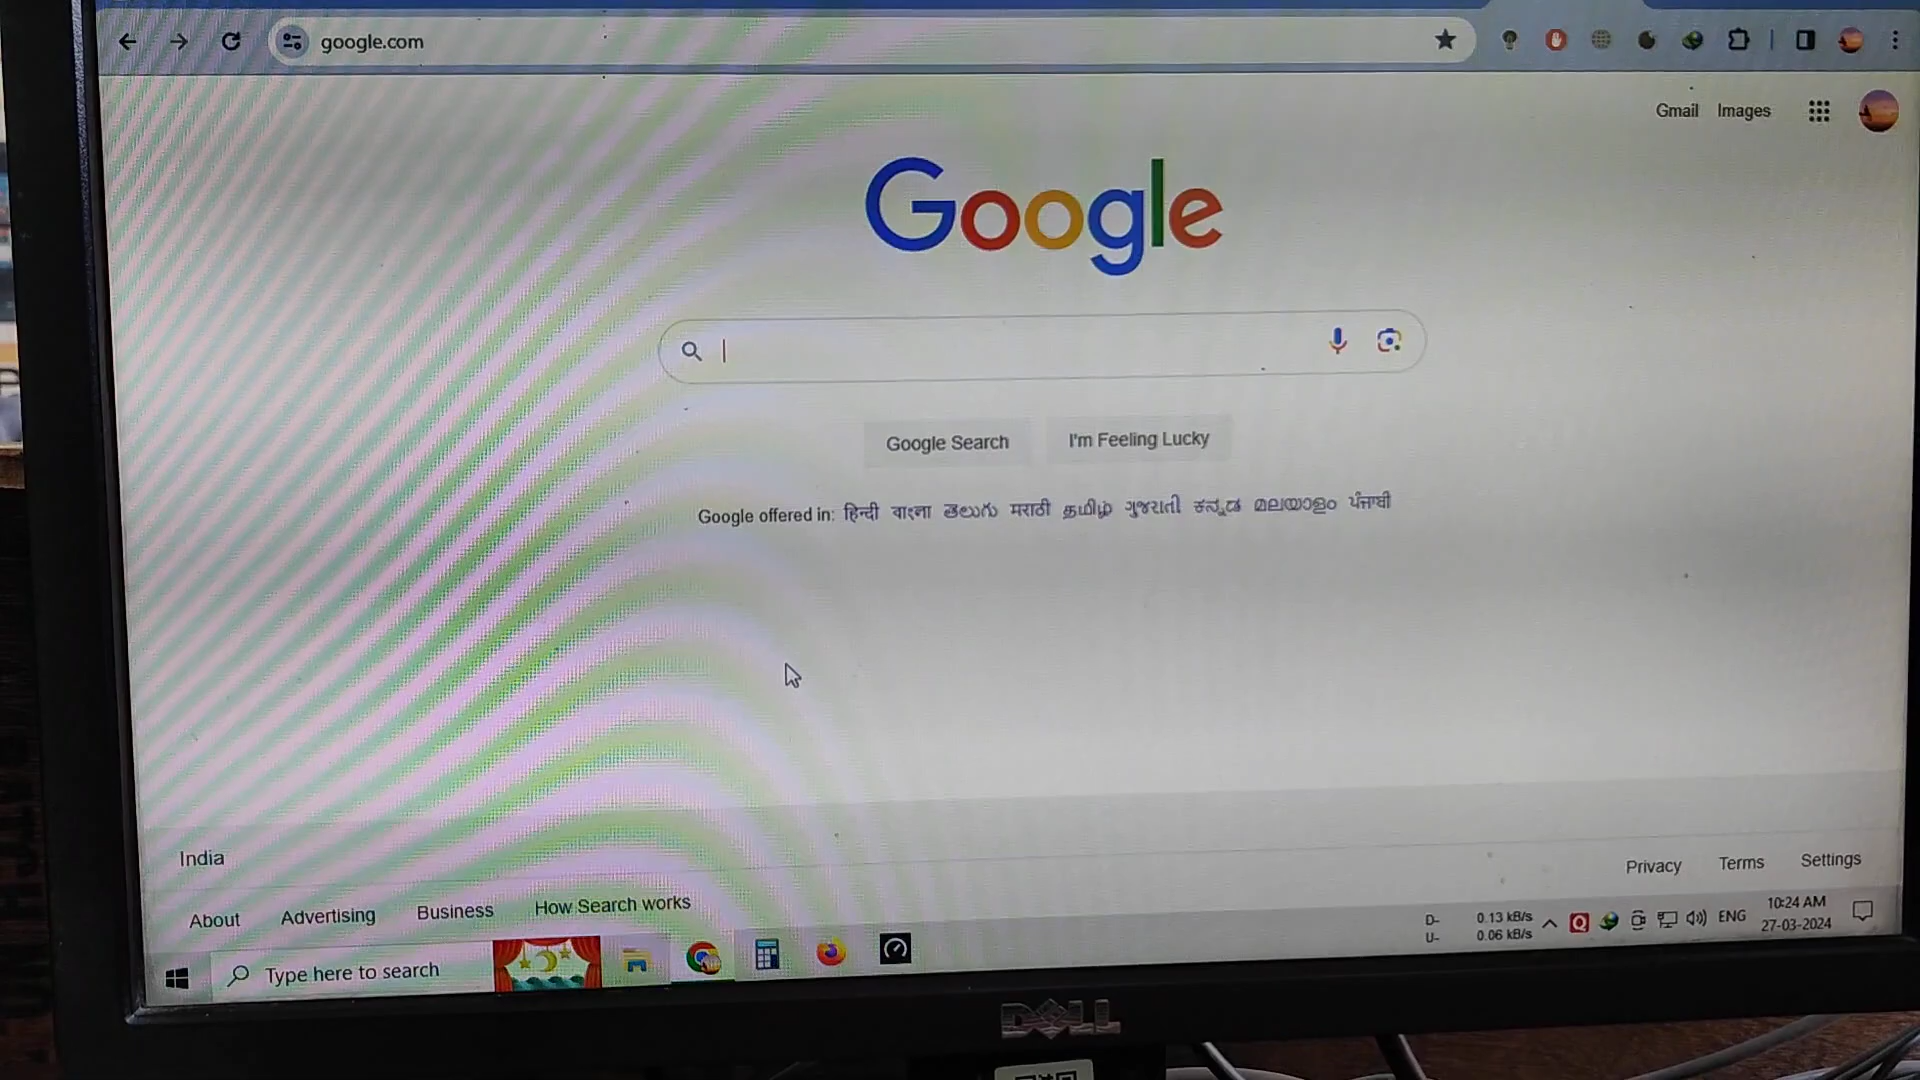 google.com
Gmail Images
Google
Google Search I'm Feeling Lucky
Google offered in: हिन्दी বাংলা తెలుగు मराठी தமிழ் ગુજરાતી ಕನ್ನಡ മലയാളം ਪੰਜਾਬੀ
India
Privacy Terms Settings
About Advertising Business How Search works
D- 0.13 kB/s
U- 0.06 kB/s
ENG
10:24 AM
27-03-2024
Type here to search
DELL